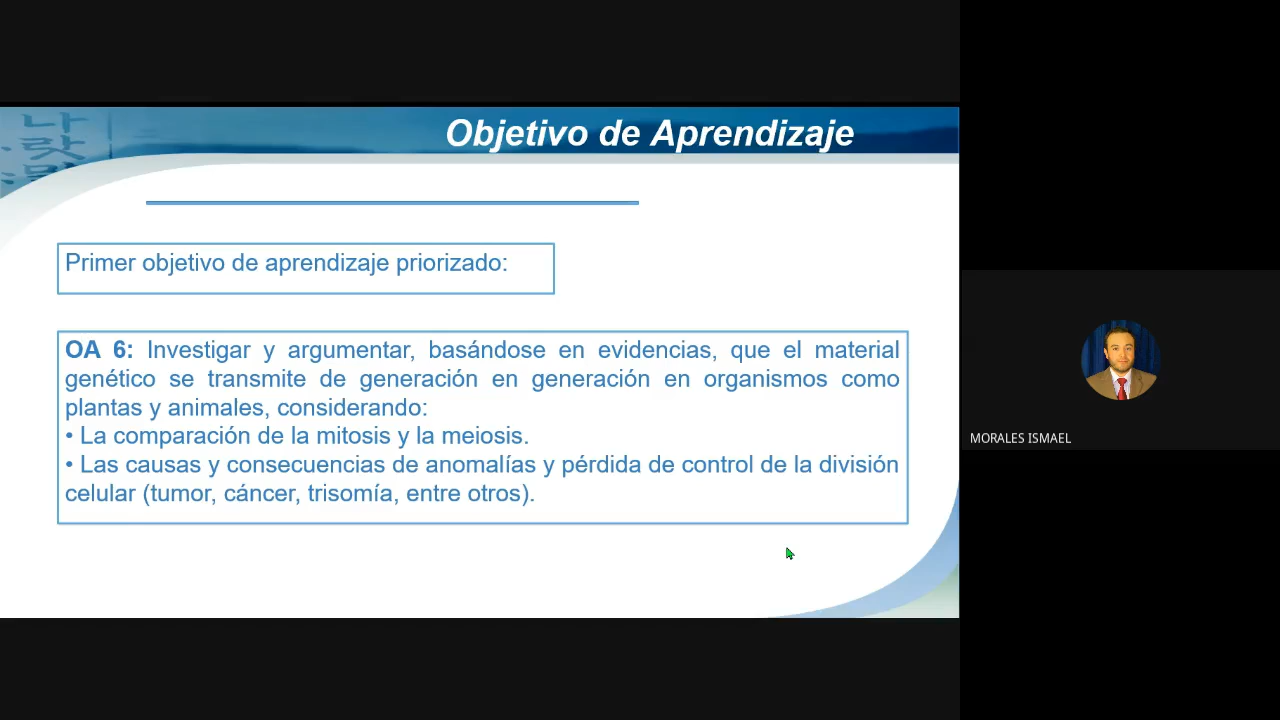 Objetivo de Aprendizaje
나
랏
Primer objetivo de aprendizaje priorizado:
OA 6: Investigar y argumentar, basándose en evidencias, que el material
genético se transmite de generación en generación en organismos como
plantas y animales, considerando:
• La comparación de la mitosis y la meiosis.
• Las causas y consecuencias de anomalías y pérdida de control de la división
celular (tumor, cáncer, trisomía, entre otros).
MORALES ISMAEL